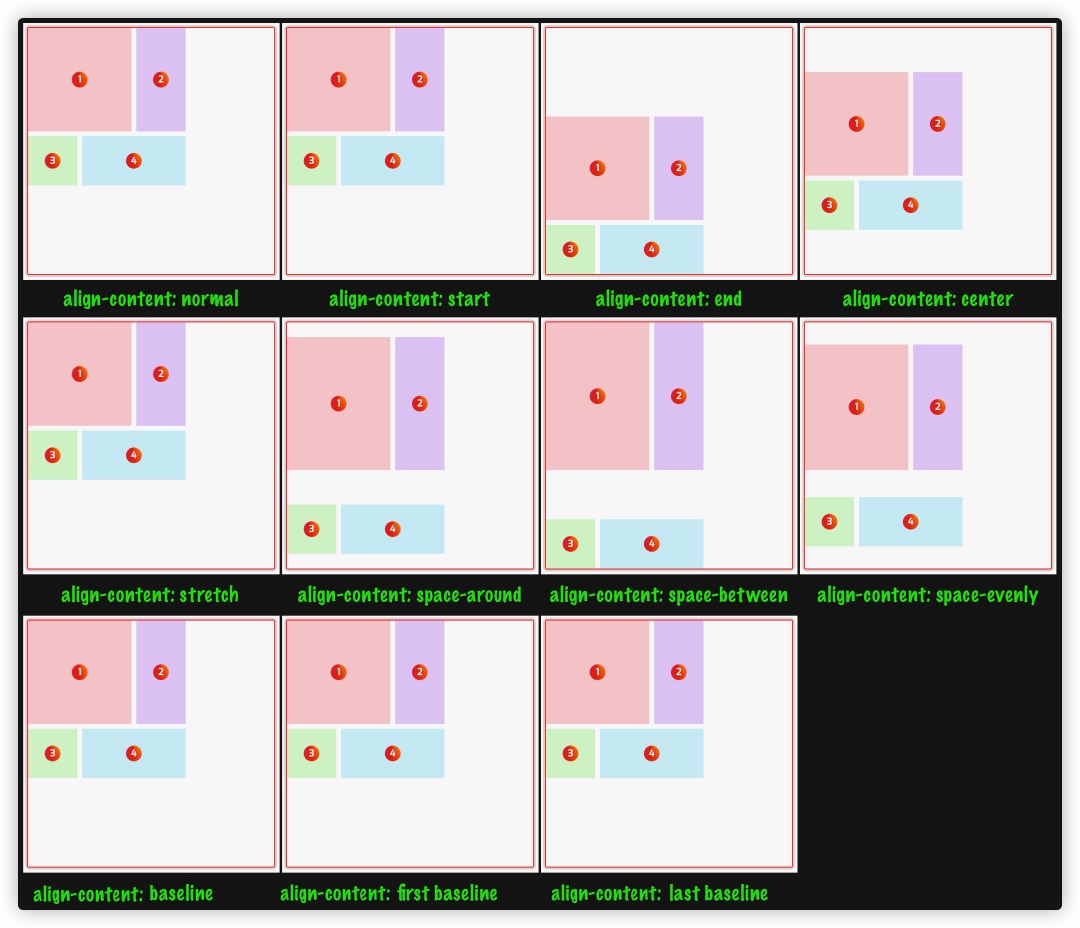 1 2 1 2 1 2 1 2
3 4 3 4 3 4 3 4
align-content: normal align-content: start align-content: end align-content: center
1 2 1 2 1 2 1 2
3 4 3 4 3 4 3 4
align-content: stretch align-content: space-around align-content: space-between align-content: space-evenly
1 2 1 2 1 2
3 4 3 4 3 4
align-content: baseline align-content: first baseline align-content: last baseline